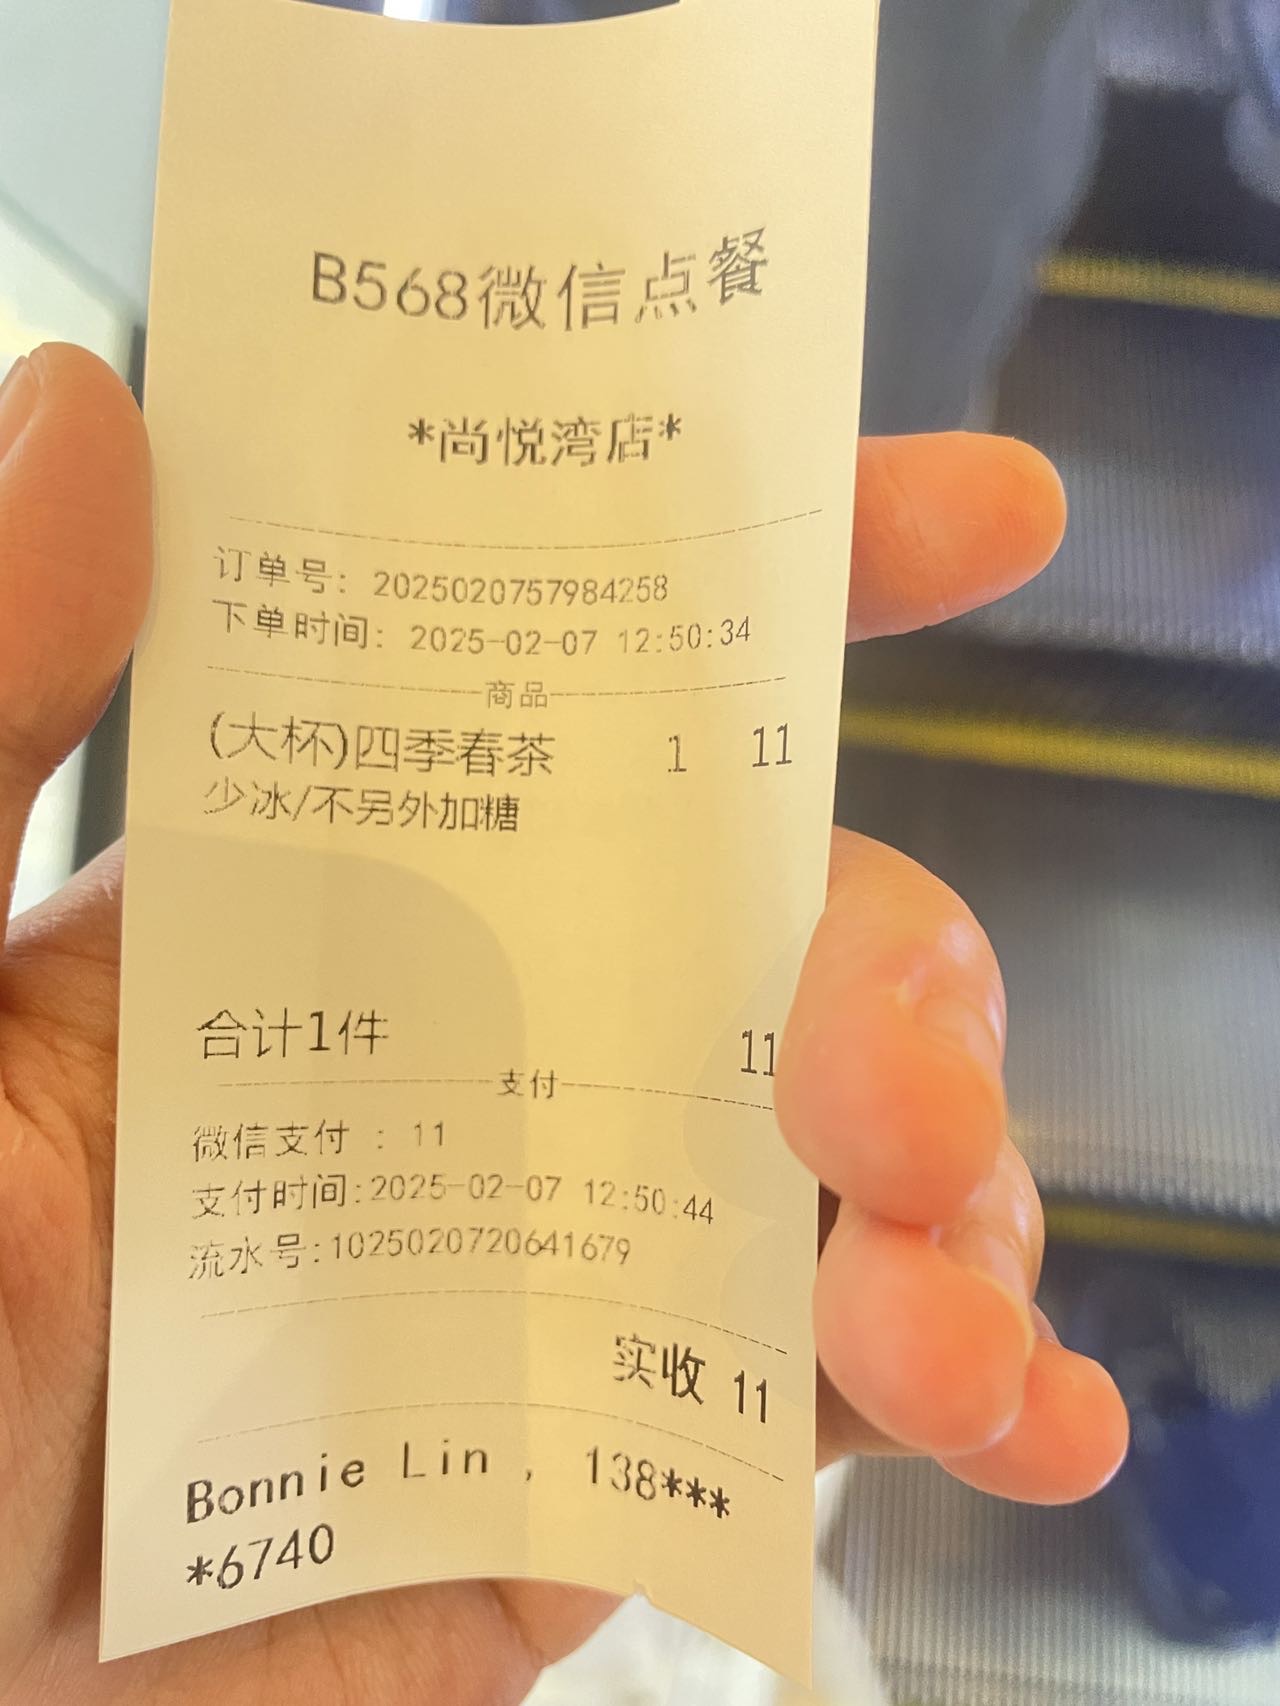 B568微信点餐
*尚悦湾店*
订单号: 2025020757984258
下单时间: 2025-02-07 12:50:34
商品
(大杯)四季春茶 1 11
少冰/不另外加糖
合计1件 11
支付
微信支付 : 11
支付时间:2025-02-07 12:50:44
流水号:1025020720641679
实收 11
Bonnie Lin , 138***
*6740